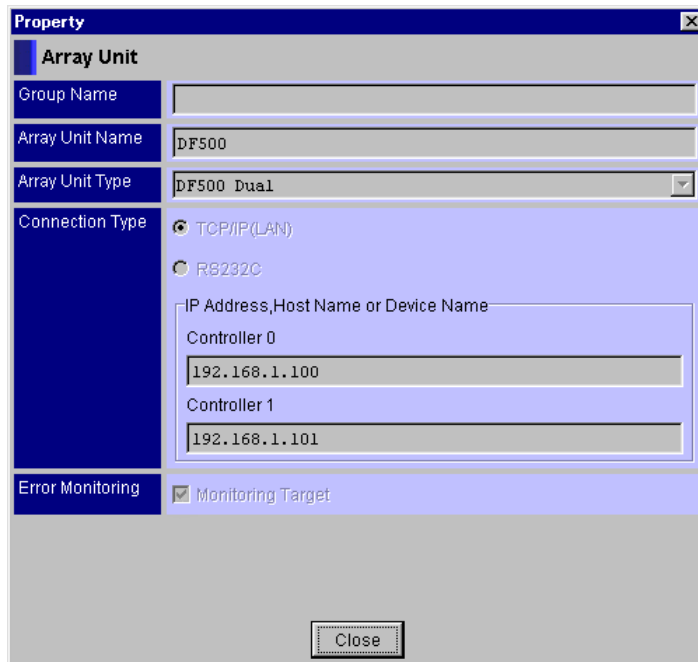 Property
Array Unit
Group Name
Array Unit Name
DF500
Array Unit Type
DF500 Dual
Connection Type
TCP/IP(LAN)
RS232C
IP Address,Host Name or Device Name
Controller 0
192.168.1.100
Controller 1
192.168.1.101
Error Monitoring
Monitoring Target
Close